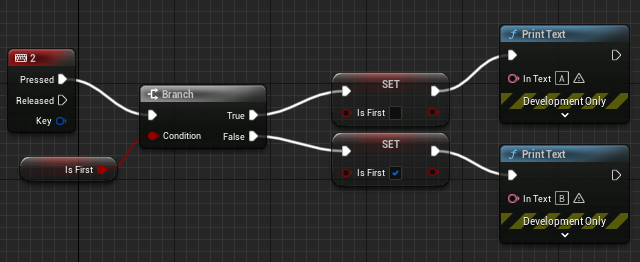 2
Pressed
Released
Key
Is First
Branch
Condition
True
False
SET
Is First
SET
Is First
f Print Text
In Text A
Development Only
f Print Text
In Text B
Development Only